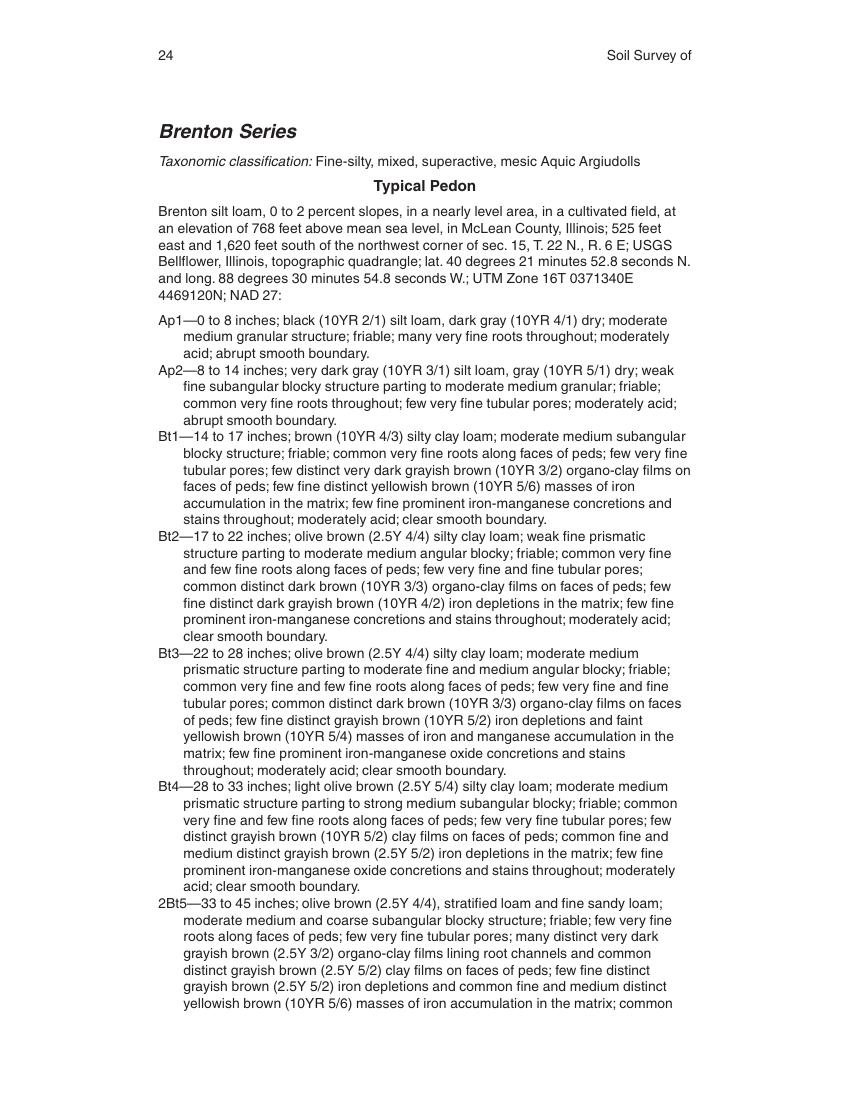 24
Soil Survey of
Brenton Series
Taxonomic classification: Fine-silty, mixed, superactive, mesic Aquic Argiudolls
Typical Pedon
Brenton silt loam, 0 to 2 percent slopes, in a nearly level area, in a cultivated field, at
an elevation of 768 feet above mean sea level, in McLean County, Illinois; 525 feet
east and 1,620 feet south of the northwest corner of sec. 15, T. 22 N., R. 6 E; USGS
Bellflower, Illinois, topographic quadrangle; lat. 40 degrees 21 minutes 52.8 seconds N.
and long. 88 degrees 30 minutes 54.8 seconds W.; UTM Zone 16T 0371340E
4469120N; NAD 27:
Ap1—0 to 8 inches; black (10YR 2/1) silt loam, dark gray (10YR 4/1) dry; moderate
medium granular structure; friable; many very fine roots throughout; moderately
acid; abrupt smooth boundary.
Ap2—8 to 14 inches; very dark gray (10YR 3/1) silt loam, gray (10YR 5/1) dry; weak
fine subangular blocky structure parting to moderate medium granular; friable;
common very fine roots throughout; few very fine tubular pores; moderately acid;
abrupt smooth boundary.
Bt1—14 to 17 inches; brown (10YR 4/3) silty clay loam; moderate medium subangular
blocky structure; friable; common very fine roots along faces of peds; few very fine
tubular pores; few distinct very dark grayish brown (10YR 3/2) organo-clay films on
faces of peds; few fine distinct yellowish brown (10YR 5/6) masses of iron
accumulation in the matrix; few fine prominent iron-manganese concretions and
stains throughout; moderately acid; clear smooth boundary.
Bt2—17 to 22 inches; olive brown (2.5Y 4/4) silty clay loam; weak fine prismatic
structure parting to moderate medium angular blocky; friable; common very fine
and few fine roots along faces of peds; few very fine and fine tubular pores;
common distinct dark brown (10YR 3/3) organo-clay films on faces of peds; few
fine distinct dark grayish brown (10YR 4/2) iron depletions in the matrix; few fine
prominent iron-manganese concretions and stains throughout; moderately acid;
clear smooth boundary.
Bt3—22 to 28 inches; olive brown (2.5Y 4/4) silty clay loam; moderate medium
prismatic structure parting to moderate fine and medium angular blocky; friable;
common very fine and few fine roots along faces of peds; few very fine and fine
tubular pores; common distinct dark brown (10YR 3/3) organo-clay films on faces
of peds; few fine distinct grayish brown (10YR 5/2) iron depletions and faint
yellowish brown (10YR 5/4) masses of iron and manganese accumulation in the
matrix; few fine prominent iron-manganese oxide concretions and stains
throughout; moderately acid; clear smooth boundary.
Bt4—28 to 33 inches; light olive brown (2.5Y 5/4) silty clay loam; moderate medium
prismatic structure parting to strong medium subangular blocky; friable; common
very fine and few fine roots along faces of peds; few very fine tubular pores; few
distinct grayish brown (10YR 5/2) clay films on faces of peds; common fine and
medium distinct grayish brown (2.5Y 5/2) iron depletions in the matrix; few fine
prominent iron-manganese oxide concretions and stains throughout; moderately
acid; clear smooth boundary.
2Bt5—33 to 45 inches; olive brown (2.5Y 4/4), stratified loam and fine sandy loam;
moderate medium and coarse subangular blocky structure; friable; few very fine
roots along faces of peds; few very fine tubular pores; many distinct very dark
grayish brown (2.5Y 3/2) organo-clay films lining root channels and common
distinct grayish brown (2.5Y 5/2) clay films on faces of peds; few fine distinct
grayish brown (2.5Y 5/2) iron depletions and common fine and medium distinct
yellowish brown (10YR 5/6) masses of iron accumulation in the matrix; common